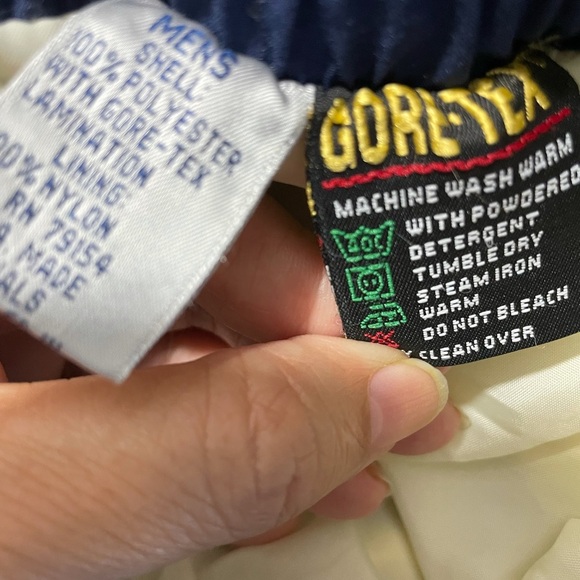 MENS
SHELL:
100% POLYESTER
WITH GORE-TEX
LAMINATION
LINING:
100% NYLON
RN 79154
MADE
GORE-TEX
MACHINE WASH WARM
WITH POWDERED
DETERGENT
TUMBLE DRY
STEAM IRON
WARM
DO NOT BLEACH
CLEAN OVER